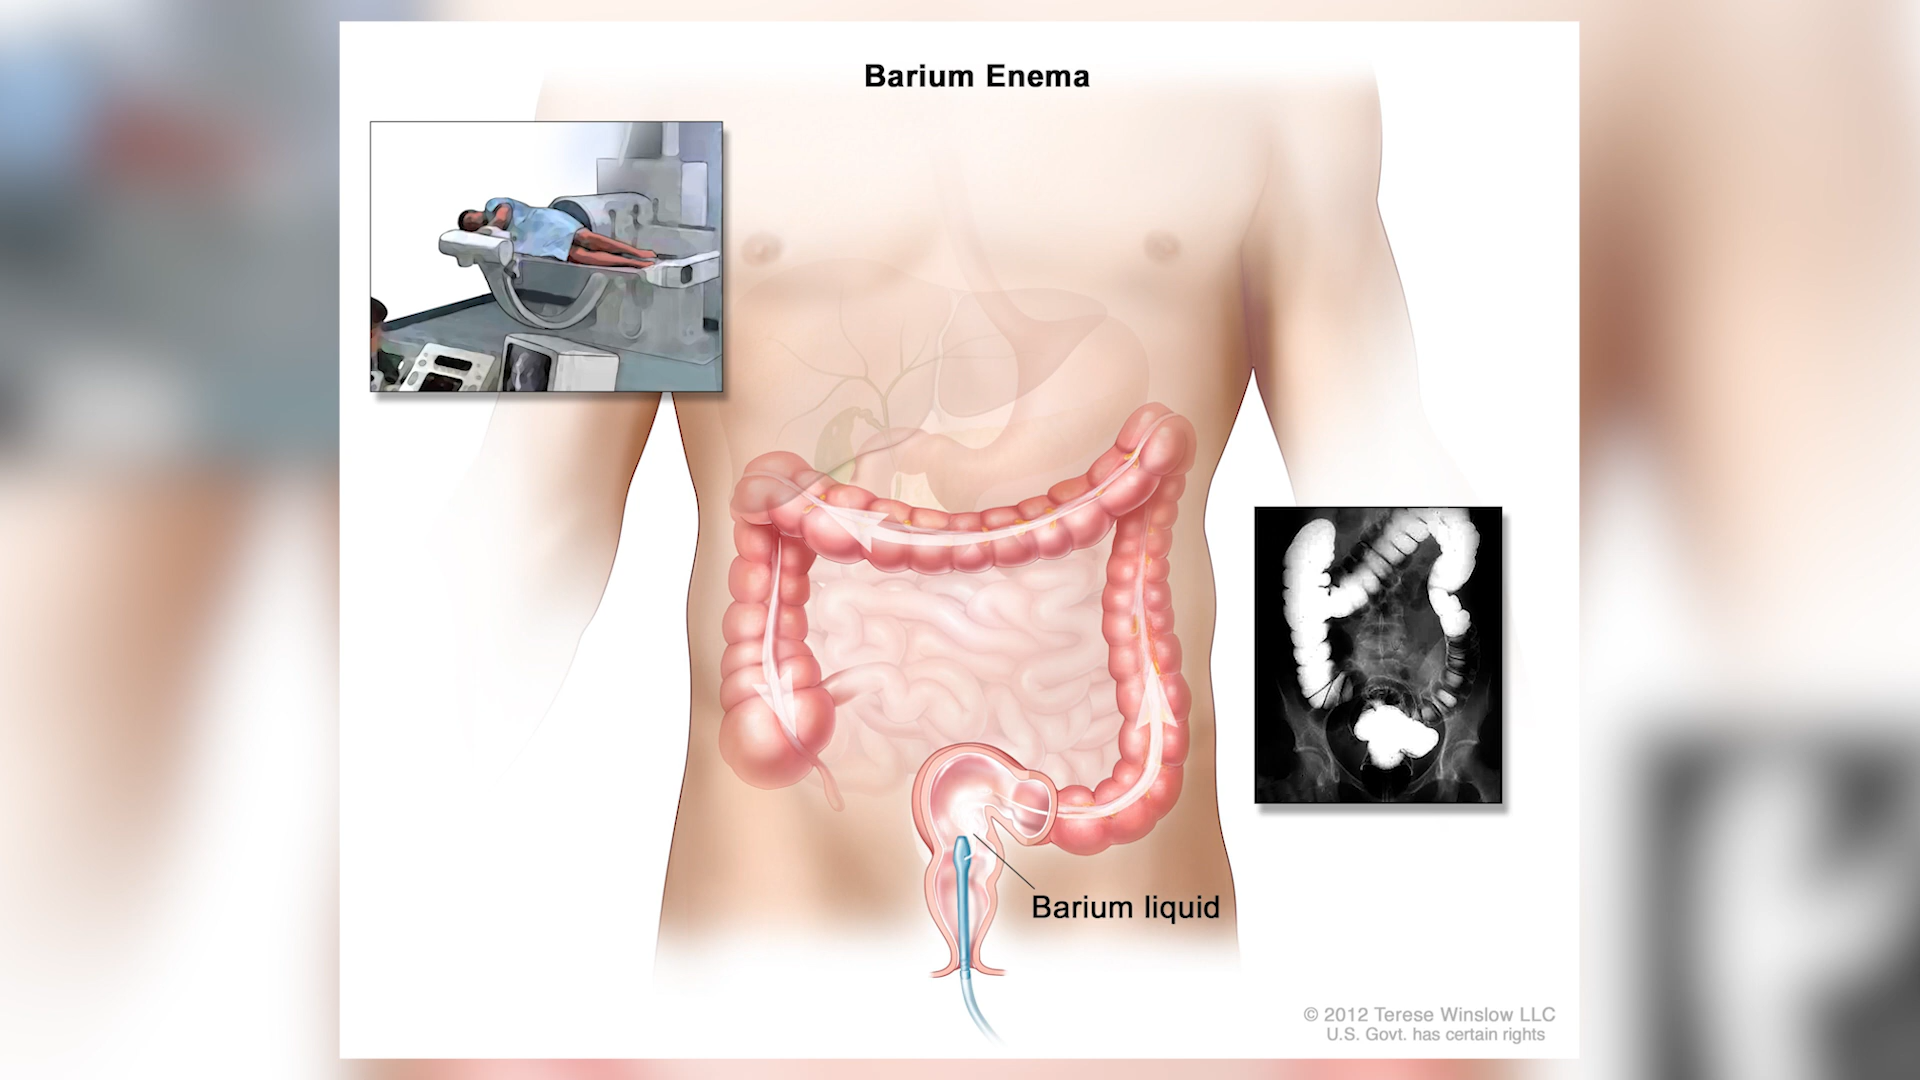 Barium Enema
Barium liquid
© 2012 Terese Winslow LLC
U.S. Govt. has certain rights